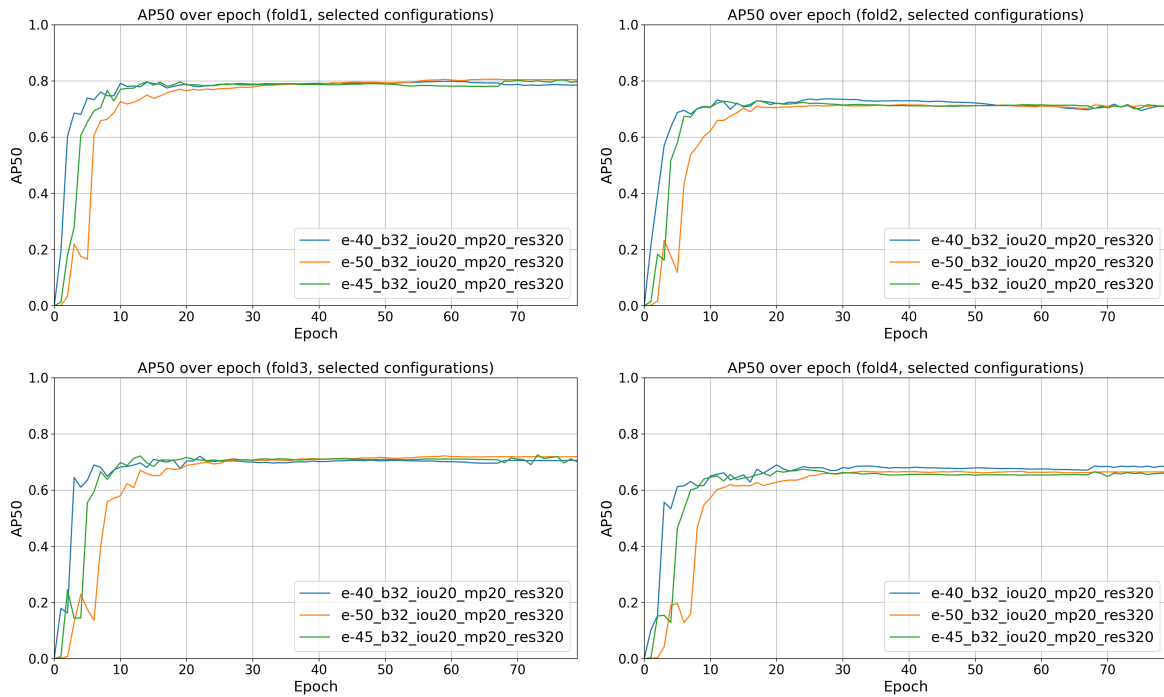 AP50 over epoch (fold1, selected configurations)
1.0
0.8
0.6
0.4
0.2
0.0
AP50
e-40_b32_iou20_mp20_res320
e-50_b32_iou20_mp20_res320
e-45_b32_iou20_mp20_res320
0 10 20 30 40 50 60 70
Epoch
AP50 over epoch (fold2, selected configurations)
1.0
0.8
0.6
0.4
0.2
0.0
AP50
e-40_b32_iou20_mp20_res320
e-50_b32_iou20_mp20_res320
e-45_b32_iou20_mp20_res320
0 10 20 30 40 50 60 70
Epoch
AP50 over epoch (fold3, selected configurations)
1.0
0.8
0.6
0.4
0.2
0.0
AP50
e-40_b32_iou20_mp20_res320
e-50_b32_iou20_mp20_res320
e-45_b32_iou20_mp20_res320
0 10 20 30 40 50 60 70
Epoch
AP50 over epoch (fold4, selected configurations)
1.0
0.8
0.6
0.4
0.2
0.0
AP50
e-40_b32_iou20_mp20_res320
e-50_b32_iou20_mp20_res320
e-45_b32_iou20_mp20_res320
0 10 20 30 40 50 60 70
Epoch